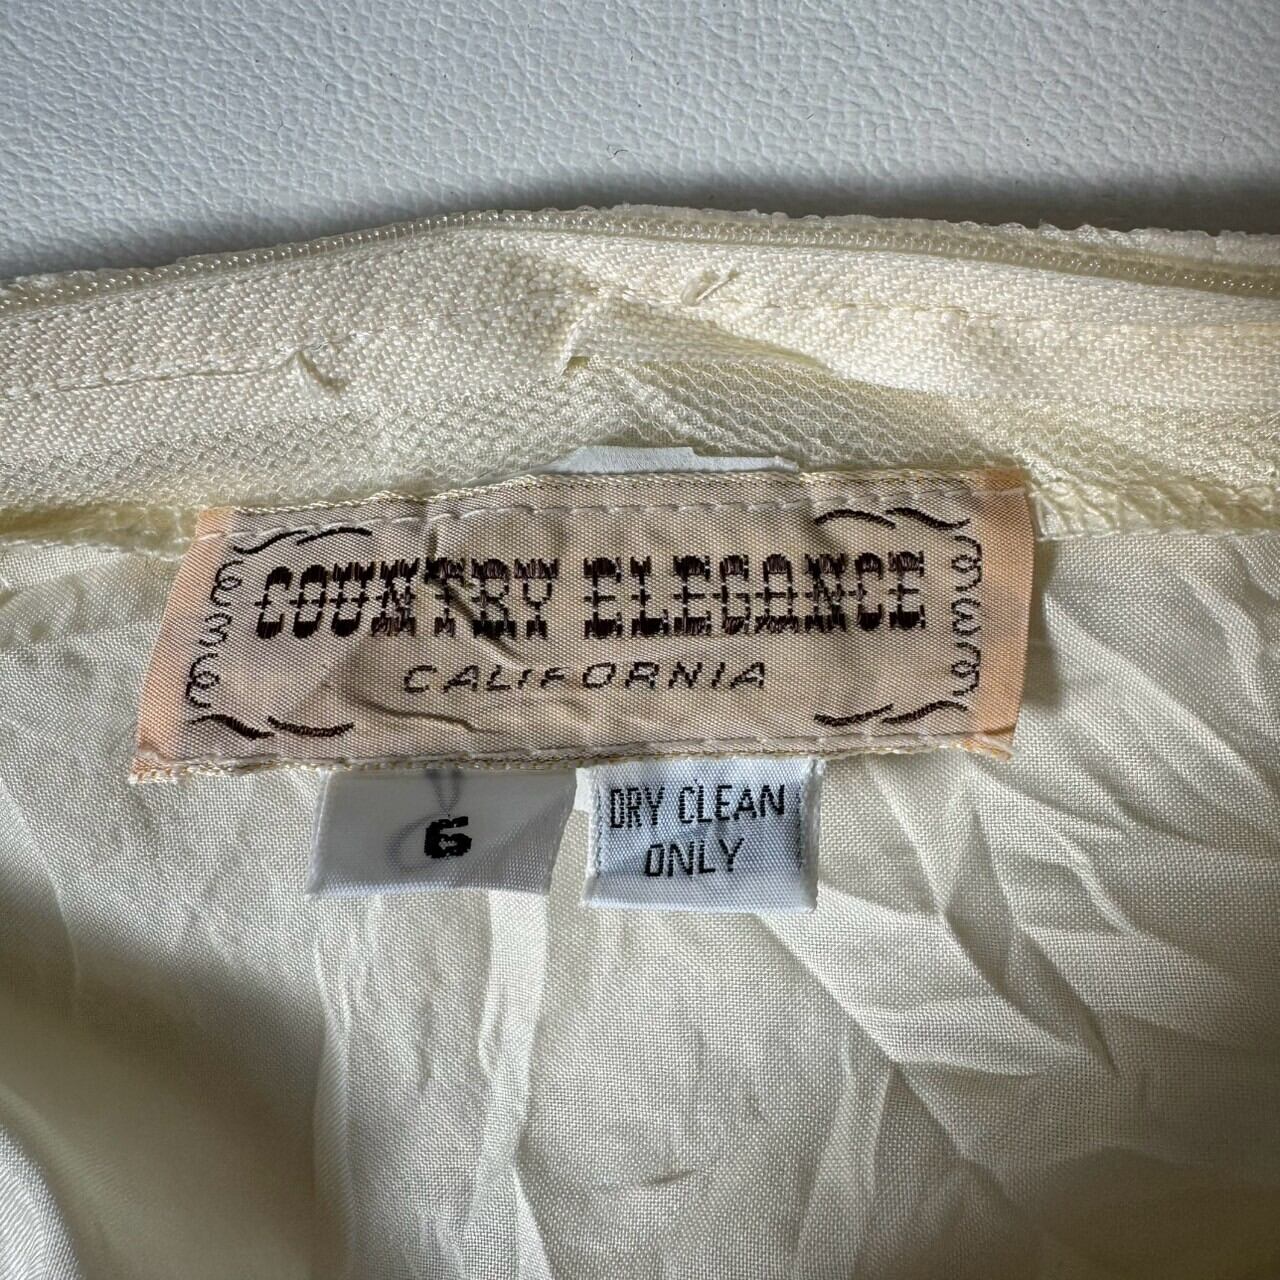 COUNTRY ELEGANCE
CALIFORNIA
6
DRY CLEAN
ONLY